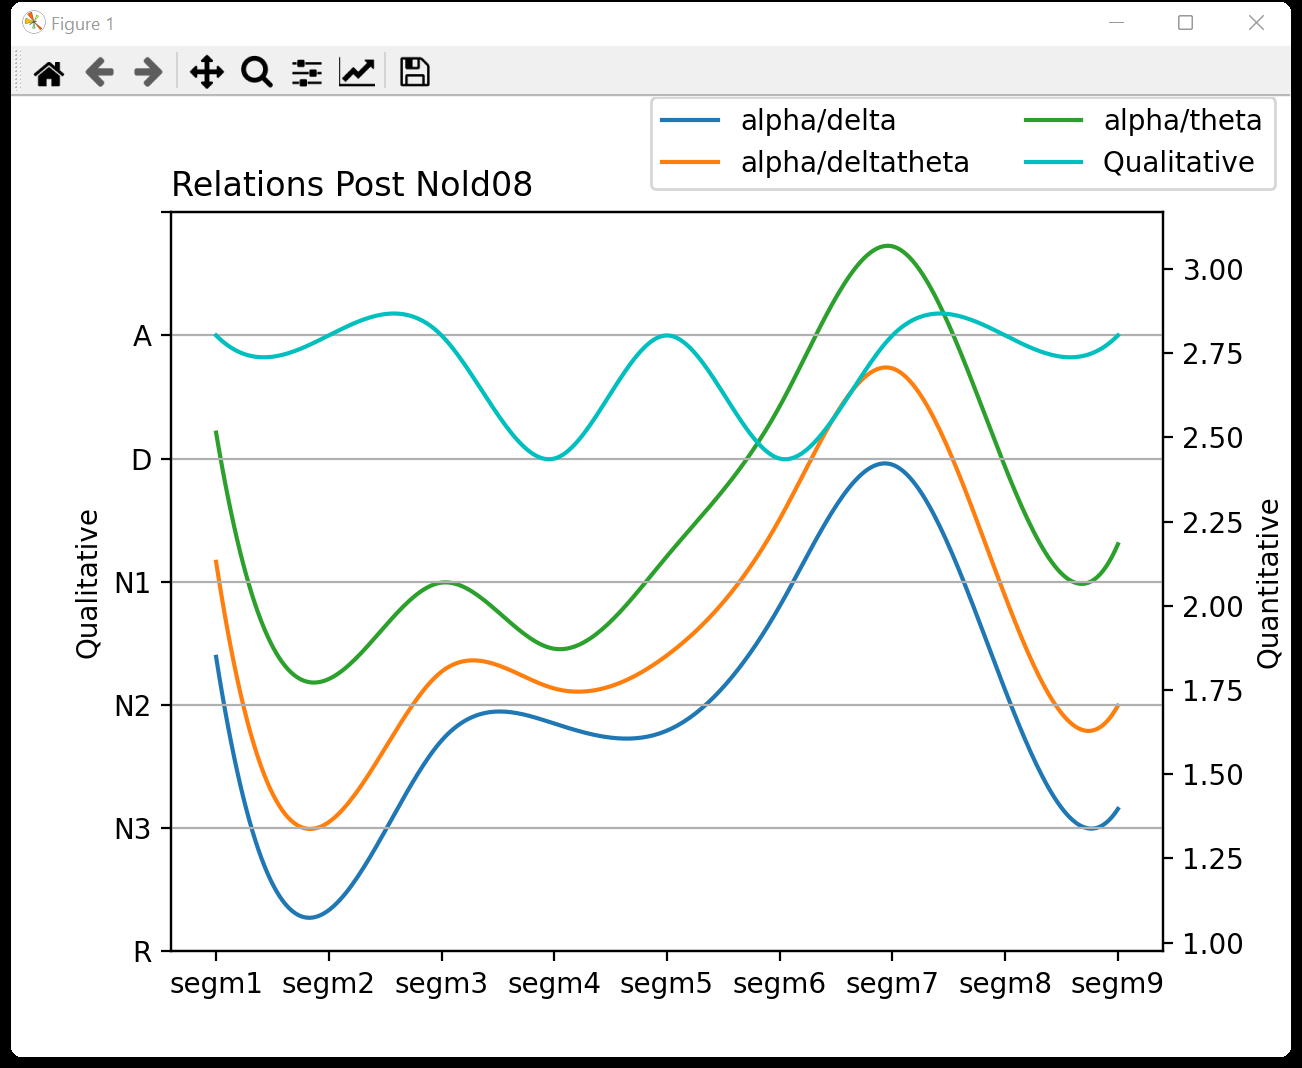 Figure 1
alpha/delta
alpha/theta
alpha/deltatheta
Qualitative
Relations Post Nold08
A
D
N1
N2
N3
R
Qualitative
3.00
2.75
2.50
2.25
2.00
1.75
1.50
1.25
1.00
Quantitative
segm1 segm2 segm3 segm4 segm5 segm6 segm7 segm8 segm9